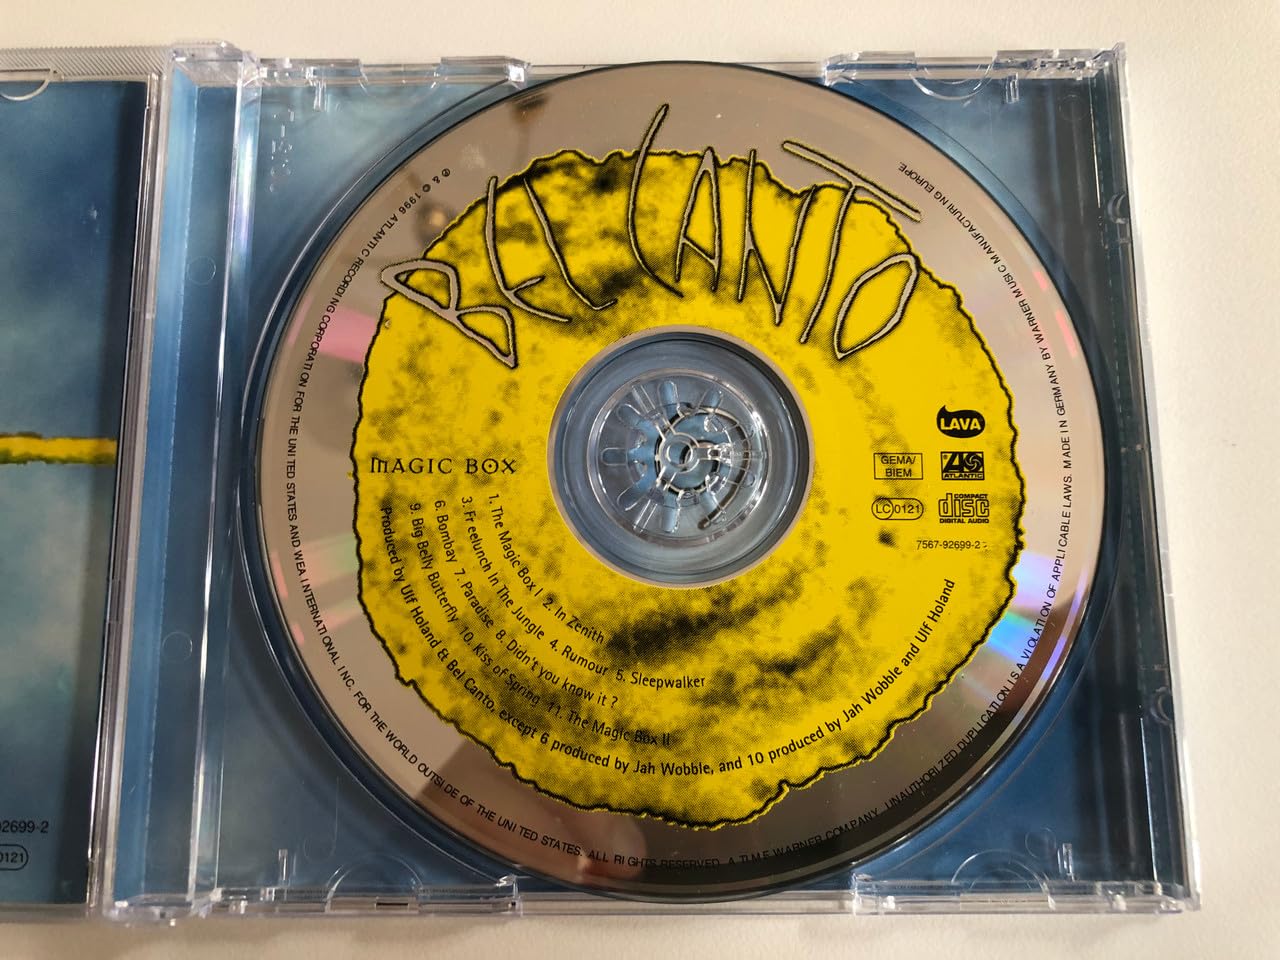 BEL CANTO
MAGIC BOX
1. The Magic Box I 2. In Zenith
3. Freelunch In The Jungle 4. Rumour 5. Sleepwalker
6. Bombay 7. Paradise 8. Didn't you know it ?
9. Big Belly Butterfly 10. Kiss of Spring 11. The Magic Box II
Produced by Ulf Holand & Bel Canto, except 6 produced by Jah Wobble, and 10 produced by Jah Wobble and Ulf Holand
LAVA
GEMA/
BIEM
ATLANTIC
LC 0121
COMPACT
disc
DIGITAL AUDIO
7567-92699-2
℗ & © 1996 ATLANTIC RECORDING CORPORATION FOR THE UNITED STATES AND WEA INTERNATIONAL INC. FOR THE WORLD OUTSIDE OF THE UNITED STATES. ALL RIGHTS RESERVED. A TIME WARNER COMPANY. UNAUTHORIZED DUPLICATION IS A VIOLATION OF APPLICABLE LAWS. MADE IN GERMANY BY WARNER MUSIC MANUFACTURING EUROPE.
92699-2
0121